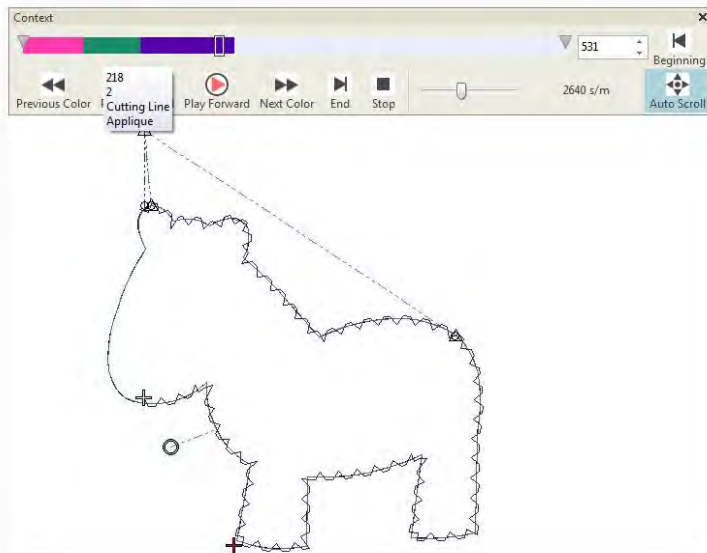 Context
531
Beginning
218
2
Cutting Line
Applique
Previous Color
Play Forward
Next Color
End
Stop
2640 s/m
Auto Scroll